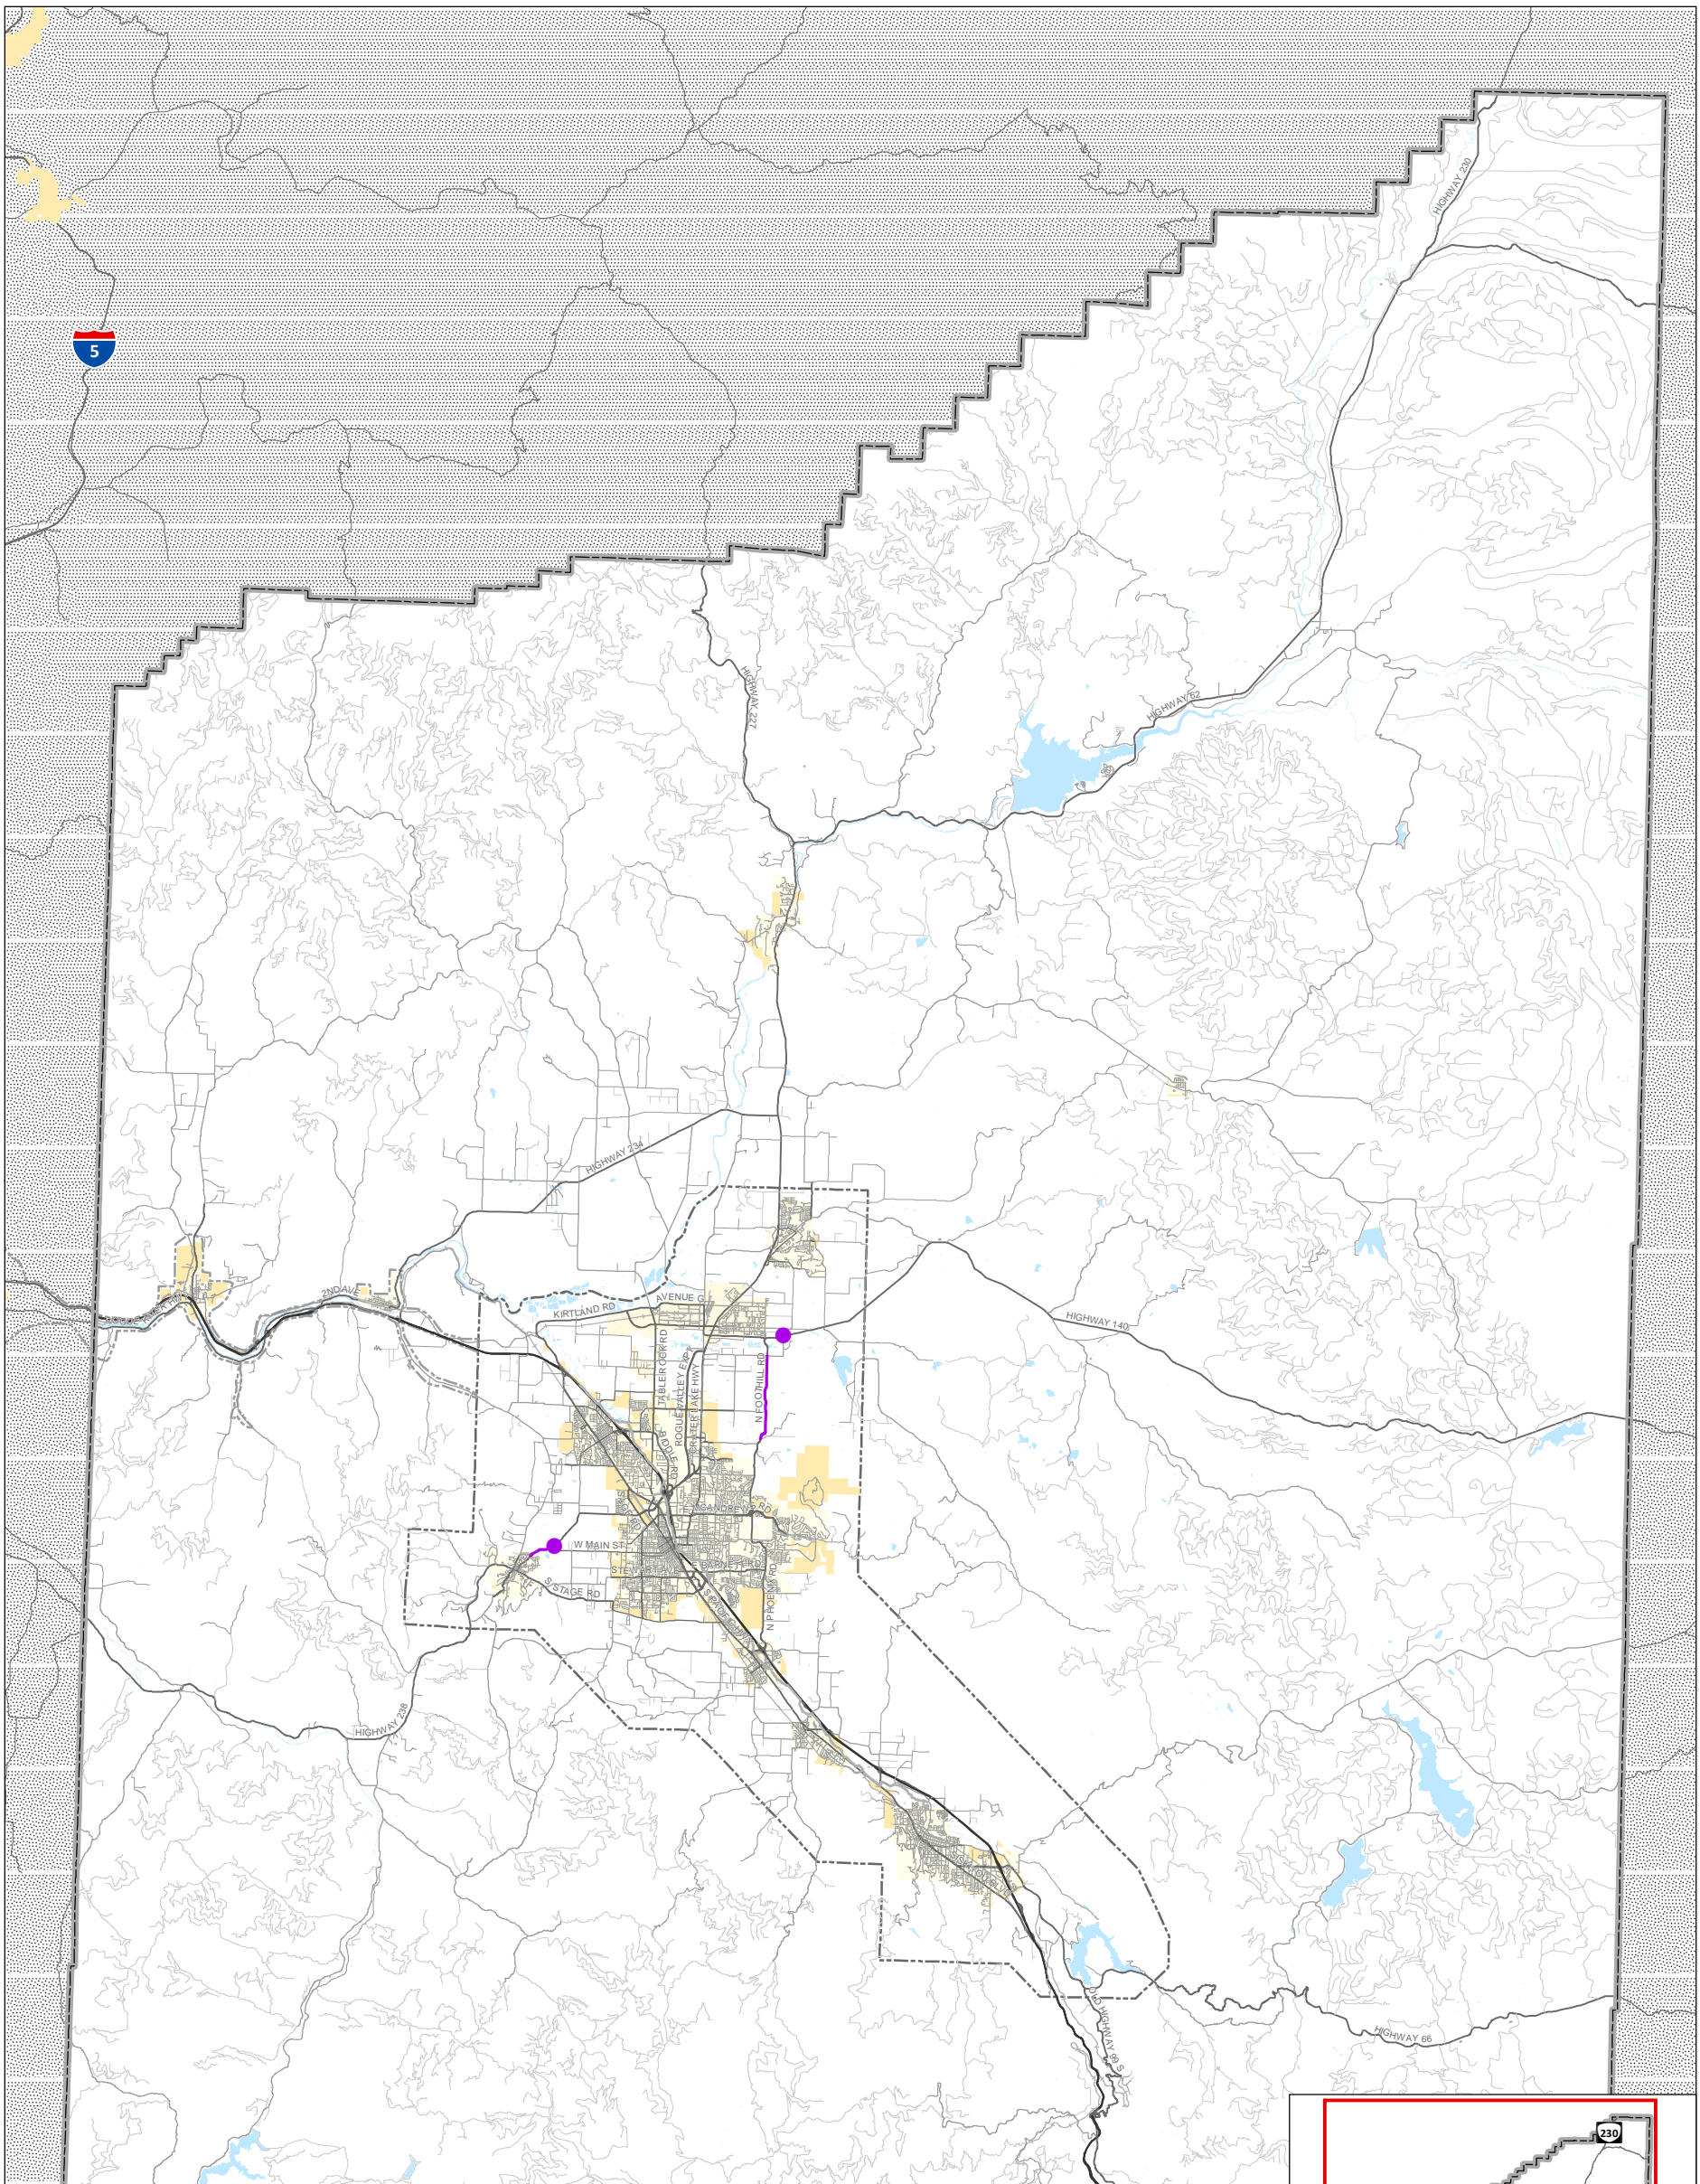 HIGHWAY 230
5
HIGHWAY 227
HIGHWAY 62
HIGHWAY 234
2ND AVE
KIRTLAND RD
AVENUE G
HIGHWAY 140
TABLE ROCK RD
ROGUE VALLEY EXPY
CRATER LAKE HWY
N FOOTHILL RD
W MAIN ST
S STAGE RD
N PHOENIX RD
HIGHWAY 238
OLD HIGHWAY 99 S
HIGHWAY 66
230